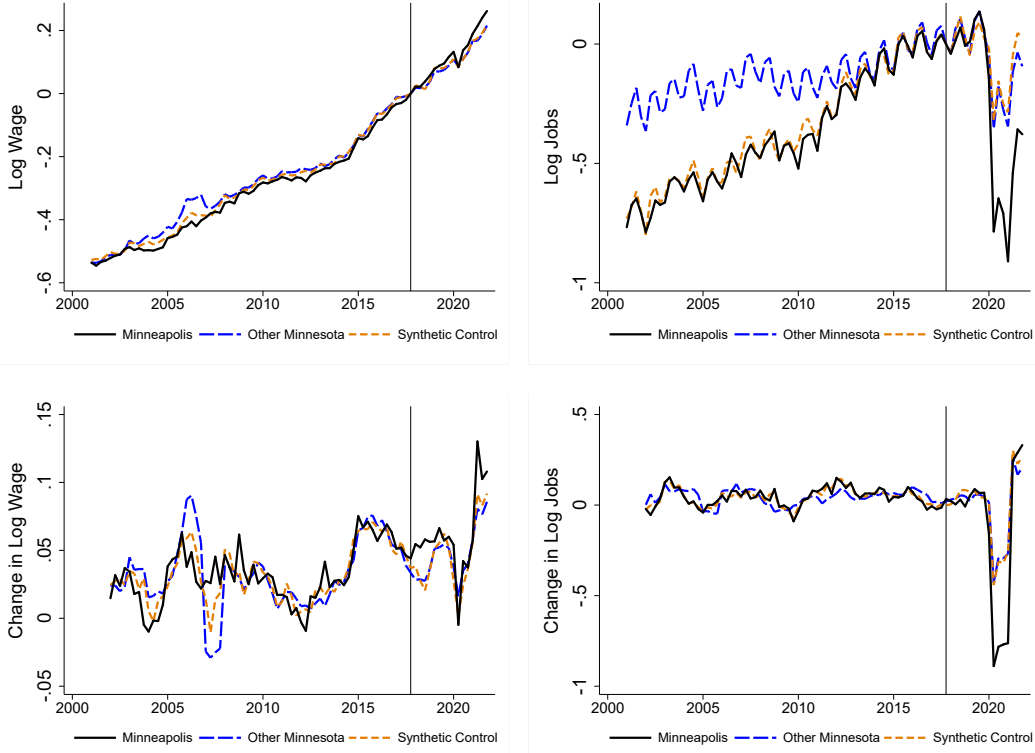 Log Wage
.2
0
-.2
-.4
-.6
2000 2005 2010 2015 2020
Minneapolis Other Minnesota Synthetic Control
Log Jobs
0
-.5
-1
2000 2005 2010 2015 2020
Minneapolis Other Minnesota Synthetic Control
Change in Log Wage
.15
.1
.05
0
-.05
2000 2005 2010 2015 2020
Minneapolis Other Minnesota Synthetic Control
Change in Log Jobs
.5
0
-.5
-1
2000 2005 2010 2015 2020
Minneapolis Other Minnesota Synthetic Control